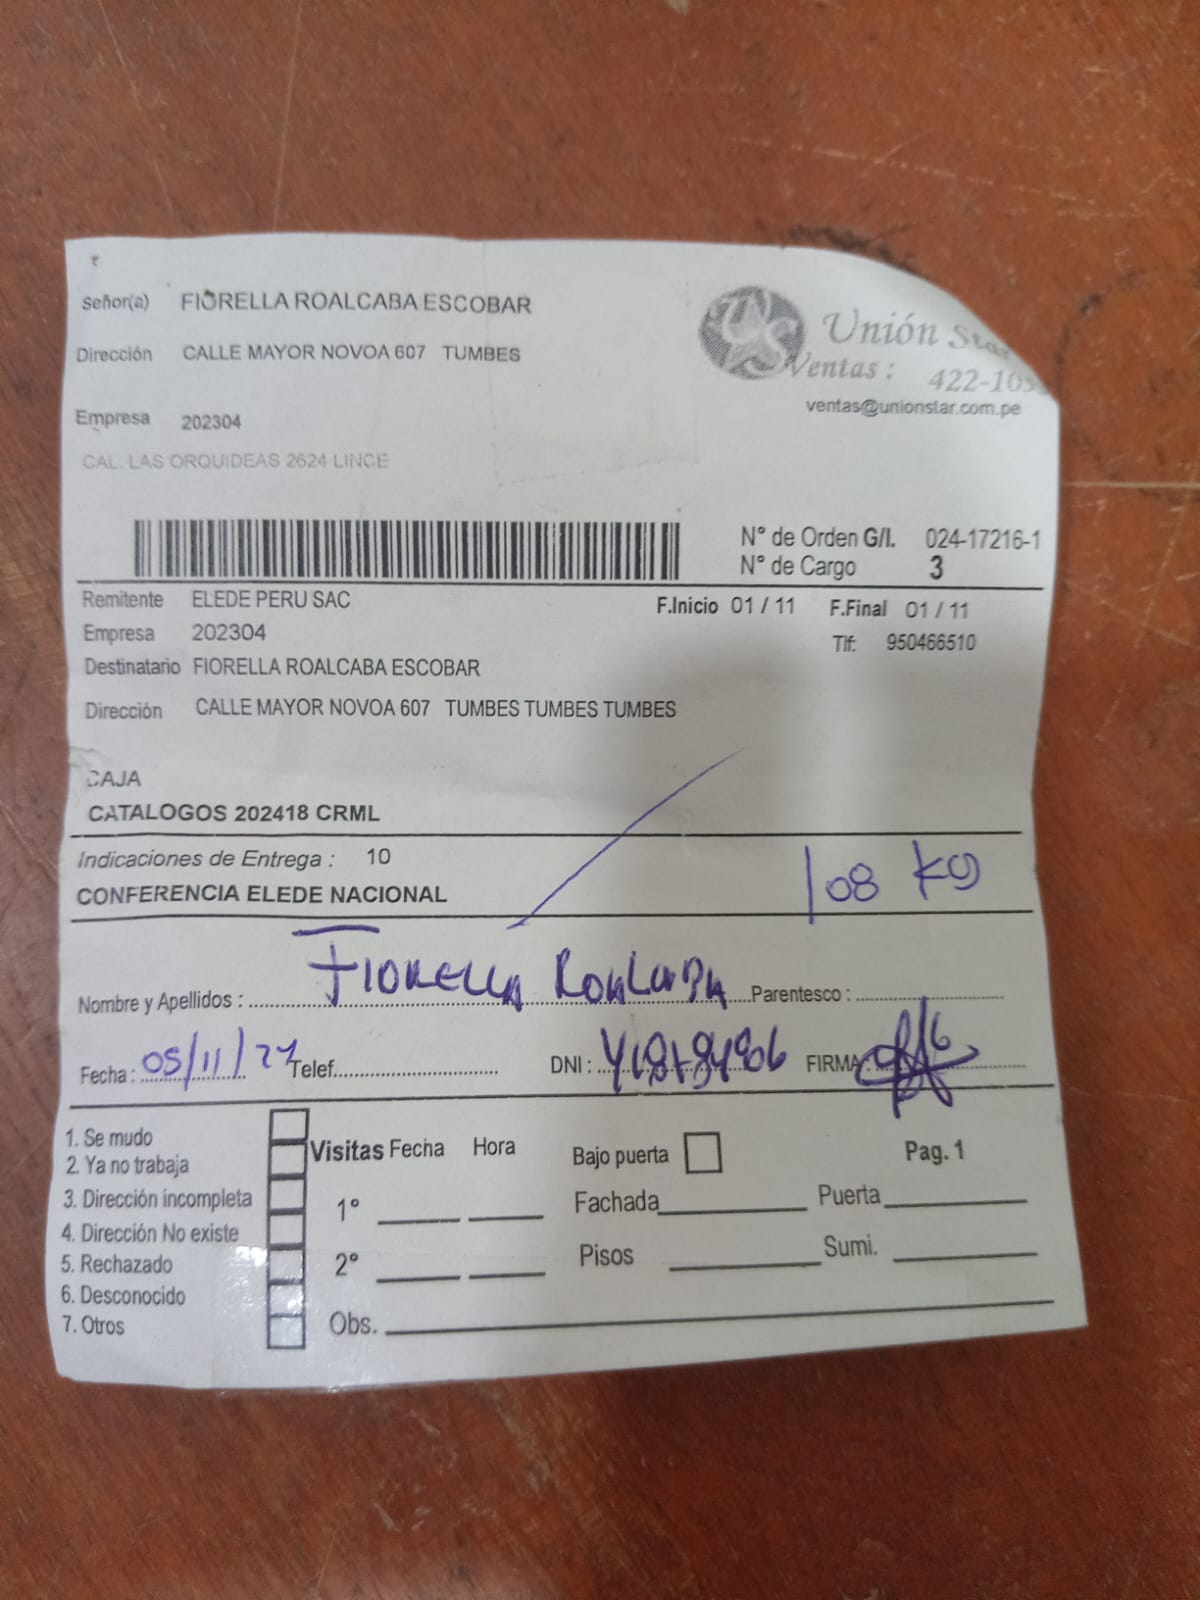 Señor(a) FIORELLA ROALCABA ESCOBAR
Dirección CALLE MAYOR NOVOA 607 TUMBES
Unión Star
Ventas : 422-105
ventas@unionstar.com.pe
Empresa 202304
CAL. LAS ORQUIDEAS 2624 LINCE
N° de Orden G/I. 024-17216-1
N° de Cargo 3
Remitente ELEDE PERU SAC
F.Inicio 01 / 11 F.Final 01 / 11
Empresa 202304
Tlf: 950466510
Destinatario FIORELLA ROALCABA ESCOBAR
Dirección CALLE MAYOR NOVOA 607 TUMBES TUMBES TUMBES
CAJA
CATALOGOS 202418 CRML
Indicaciones de Entrega : 10
CONFERENCIA ELEDE NACIONAL
108 KG
Nombre y Apellidos : FIORELLA Parentesco :
Fecha : 05/11/24 Telef. DNI : FIRMA :
1. Se mudo
2. Ya no trabaja
3. Dirección incompleta
4. Dirección No existe
5. Rechazado
6. Desconocido
7. Otros
Visitas Fecha Hora
1°
2°
Obs.
Bajo puerta
Pag. 1
Fachada Puerta
Pisos Sumi.